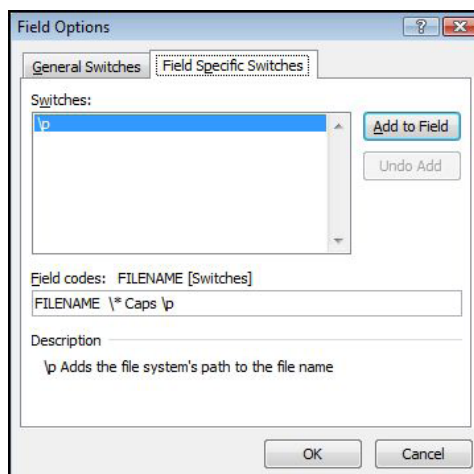 Field Options
General Switches
Field Specific Switches
Switches:
\p
Add to Field
Undo Add
Field codes: FILENAME [Switches]
FILENAME \* Caps \p
Description
\p Adds the file system's path to the file name
OK
Cancel